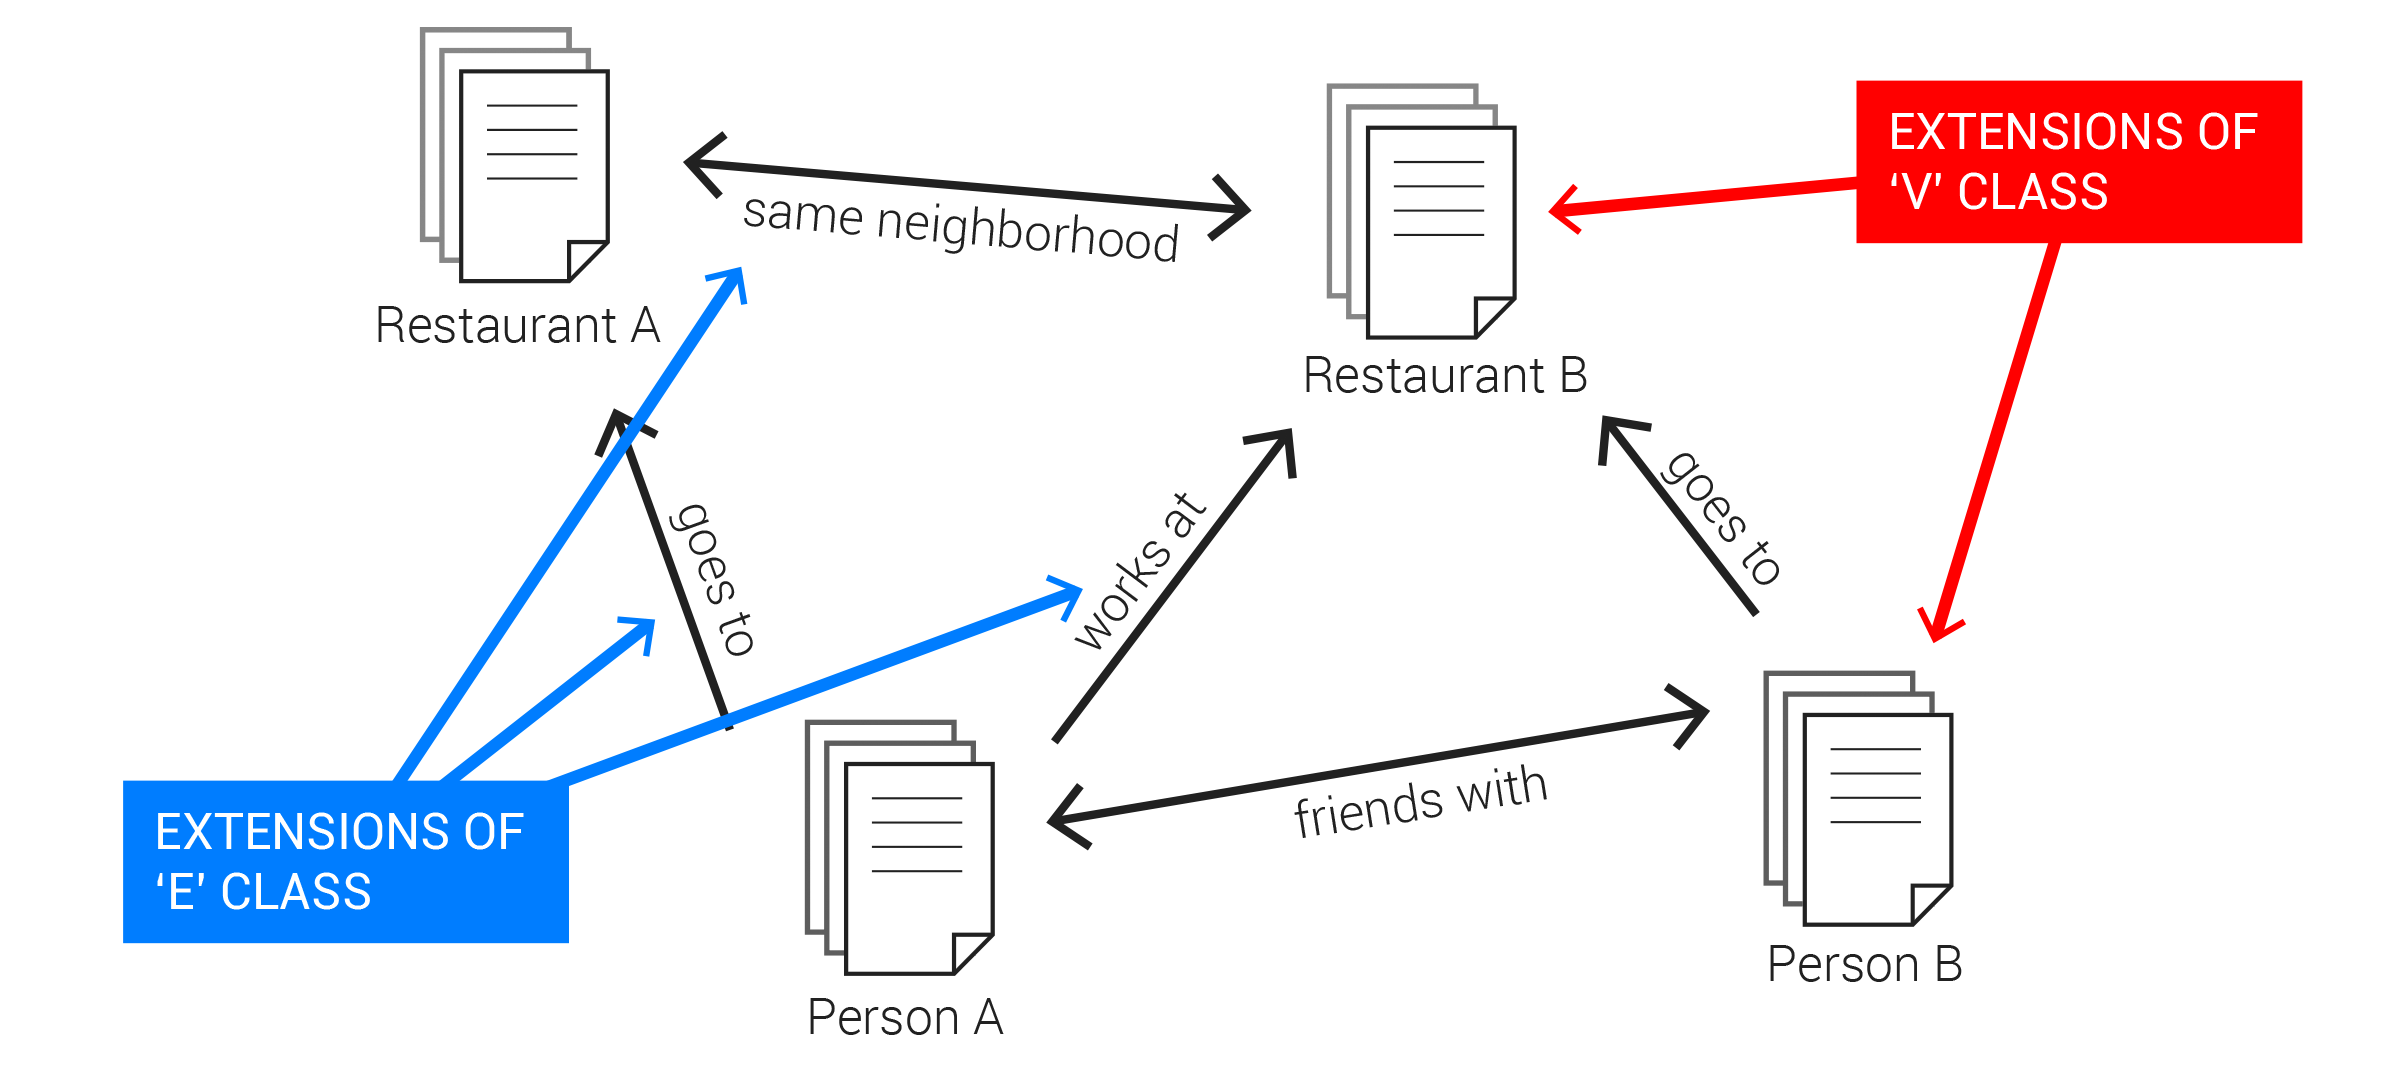 EXTENSIONS OF
‘V’ CLASS
same neighborhood
Restaurant A
Restaurant B
goes to
works at
goes to
friends with
EXTENSIONS OF
‘E’ CLASS
Person B
Person A